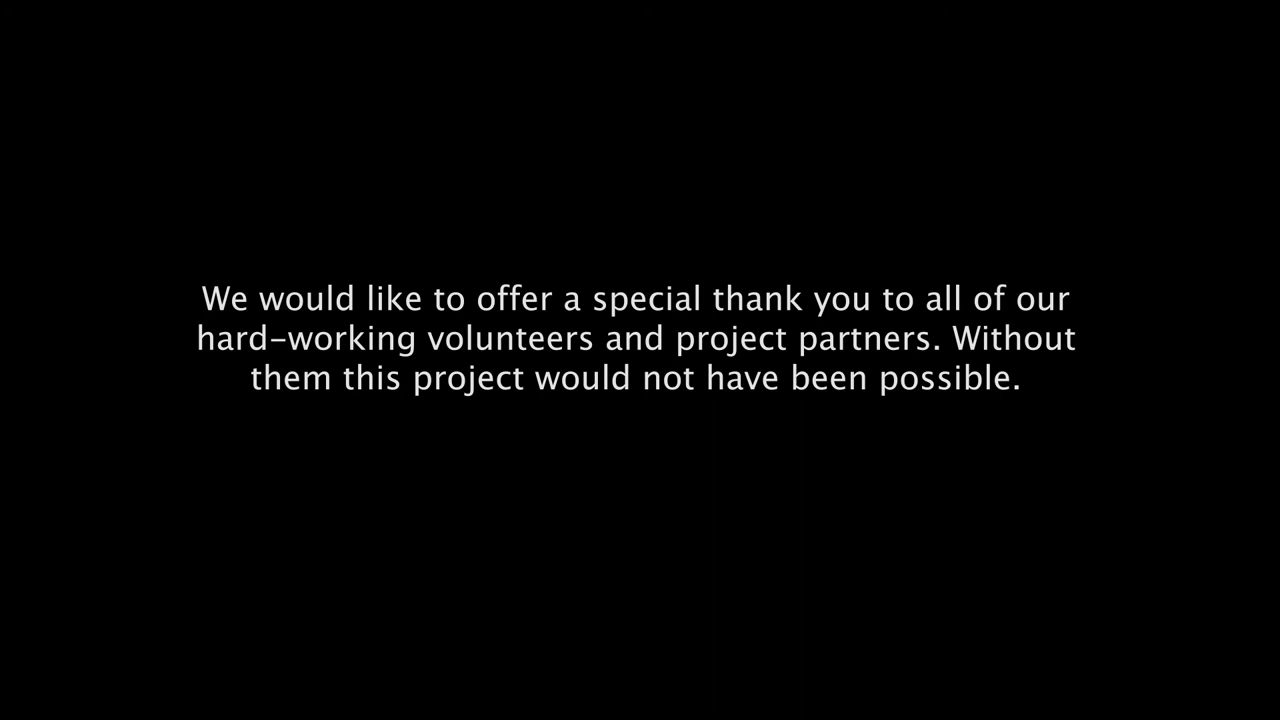 We would like to offer a special thank you to all of our
hard-working volunteers and project partners. Without
them this project would not have been possible.